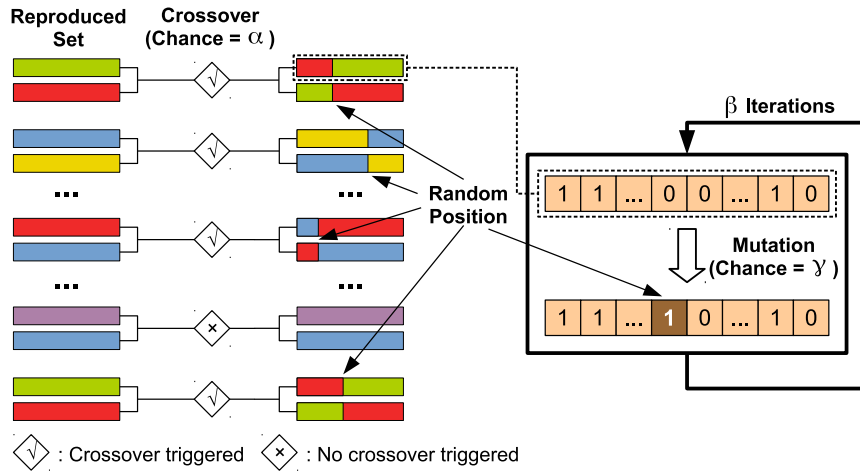 Reproduced
Set
Crossover
(Chance = α )
√
β Iterations
√
...
...
Random
Position
1 1 ... 0 0 ... 1 0
√
Mutation
(Chance = γ )
...
...
×
1 1 ... 1 0 ... 1 0
√
√ : Crossover triggered
× : No crossover triggered